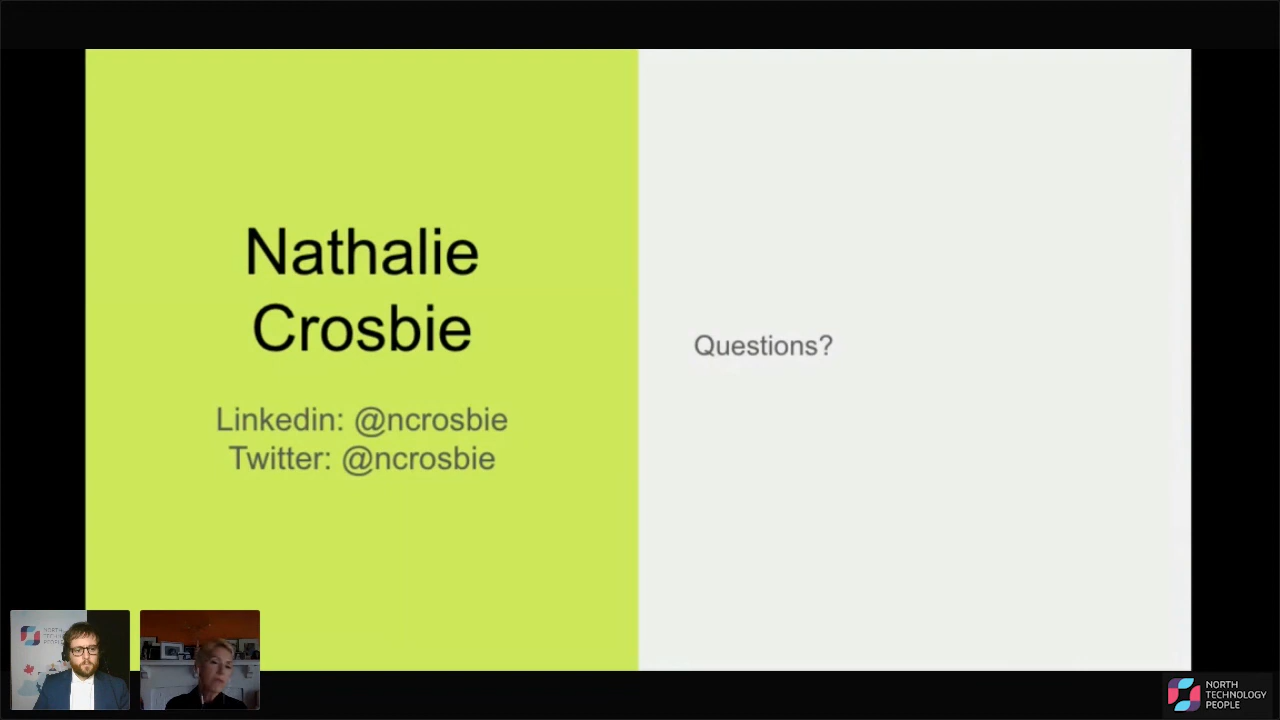 Nathalie
Crosbie
Linkedin: @ncrosbie
Twitter: @ncrosbie
Questions?
NORTH
TECHNOLOGY
PEOPLE